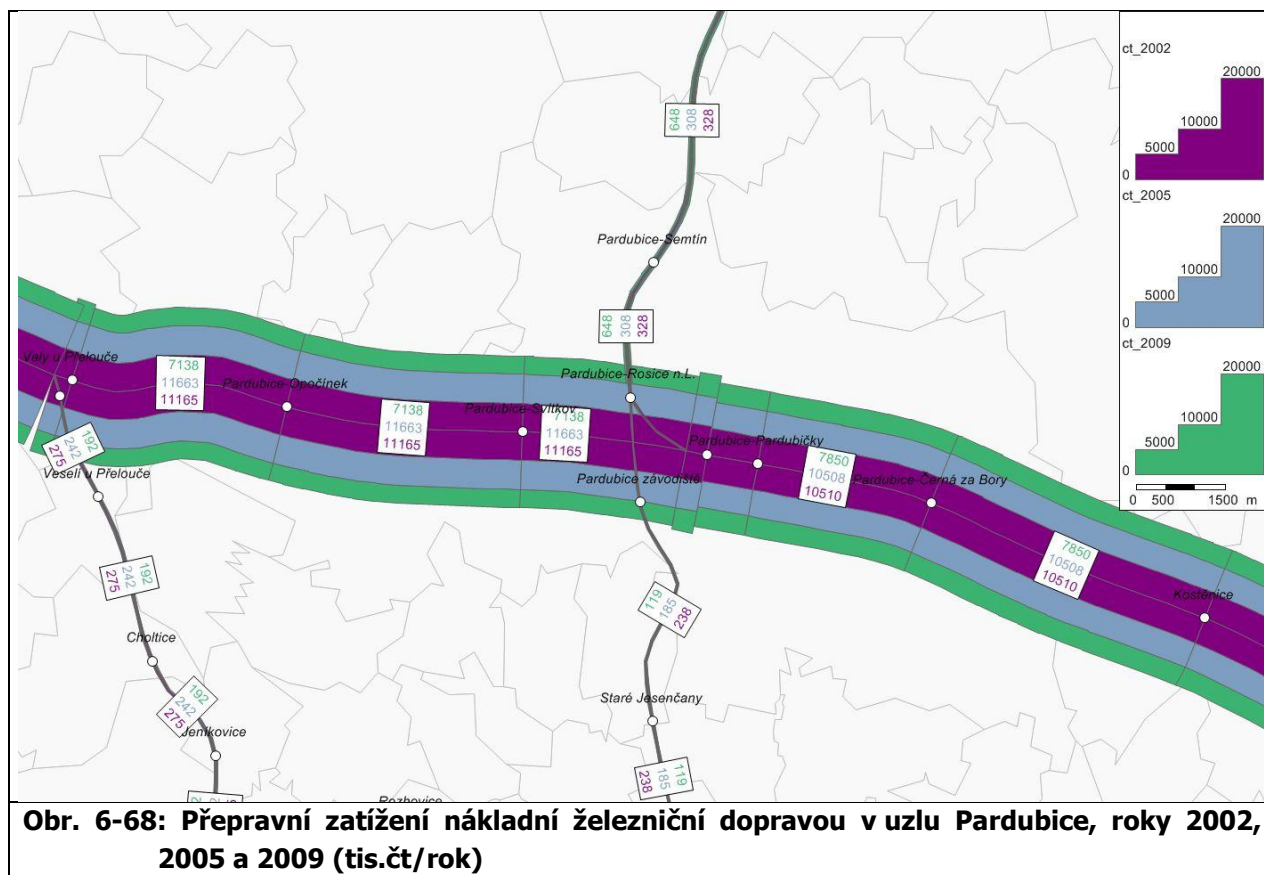 ct_2002
20000
10000
5000
0
ct_2005
20000
10000
5000
0
ct_2009
20000
10000
5000
0
0 500 1500 m
648
308
328
Pardubice-Semtín
648
308
328
Valy u Přelouče
7138
11663
11165
Pardubice-Opočínek
7138
11663
11165
Pardubice-Svítkov
7138
11663
11165
Pardubice-Rosice n.L.
Pardubice-Pardubičky
Pardubice závodiště
7850
10508
10510
Pardubice-Černá za Bory
7850
10508
10510
Kostěnice
192
242
275
Veselí u Přelouče
192
242
275
Choltice
192
242
275
Jeníkovice
119
185
238
Staré Jesenčany
119
185
238
Obr. 6-68: Přepravní zatížení nákladní železniční dopravou v uzlu Pardubice, roky 2002,
2005 a 2009 (tis.čt/rok)